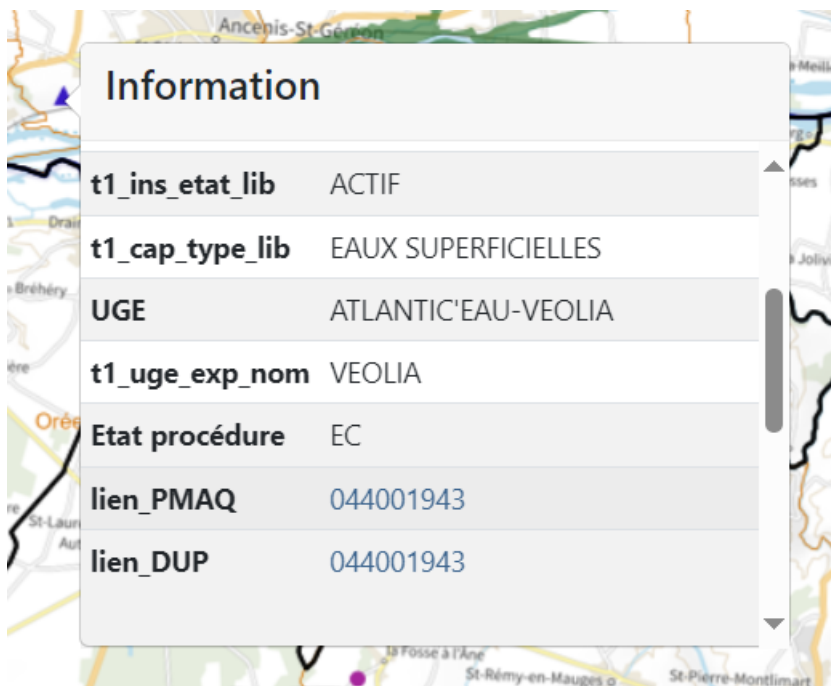 Ancenis-St-Géréon
Information
t1_ins_etat_lib ACTIF
t1_cap_type_lib EAUX SUPERFICIELLES
Bréhéry
UGE ATLANTIC'EAU-VEOLIA
t1_uge_exp_nom VEOLIA
Orée
Etat procédure EC
lien_PMAQ 044001943
St-Laur
lien_DUP 044001943
la Fosse à l'Âne
St-Rémy-en-Mauges
St-Pierre-Montlimart